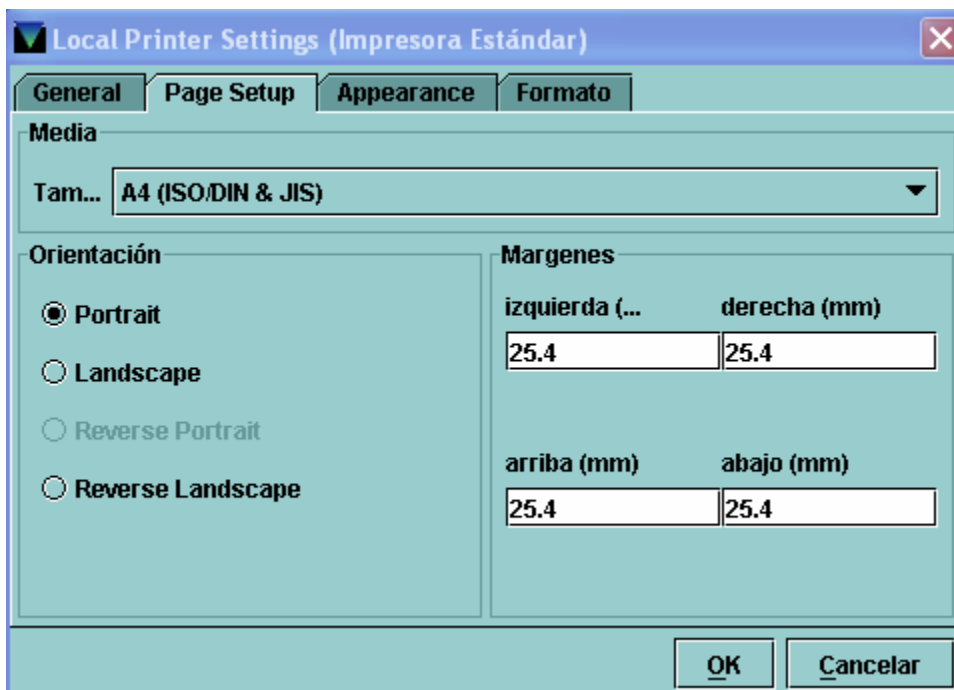 Local Printer Settings (Impresora Estándar)
General Page Setup Appearance Formato
Media
Tam... A4 (ISO/DIN & JIS)
Orientación
Portrait
Landscape
Reverse Portrait
Reverse Landscape
Margenes
izquierda (... derecha (mm)
25.4 25.4
arriba (mm) abajo (mm)
25.4 25.4
OK Cancelar